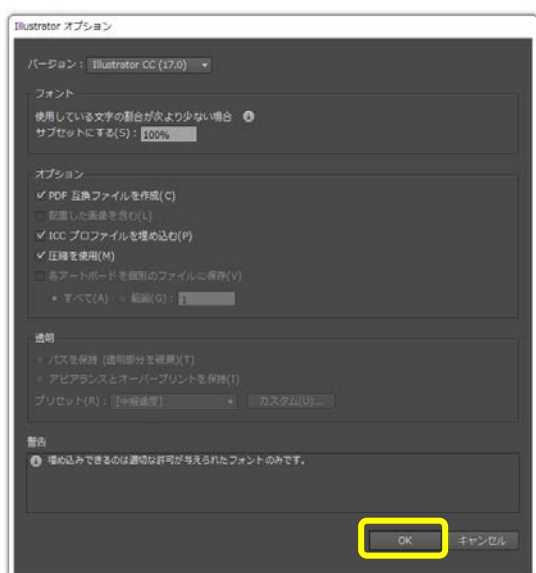 Illustrator オプション
バージョン： Illustrator CC (17.0)
フォント
使用している文字の割合が次より少ない場合
サブセットにする(S)： 100%
オプション
PDF 互換ファイルを作成(C)
配置した画像を含む(L)
ICC プロファイルを埋め込む(P)
圧縮を使用(M)
各アートボードを個別のファイルに保存(V)
すべて(A) 範囲(G)：
透明
パスを保持 (透明部分を破棄)(T)
アピアランスとオーバープリントを保持(I)
プリセット(R)： [中解像度] カスタム(U)...
警告
埋め込みできるのは適切な許可が与えられたフォントのみです。
OK キャンセル